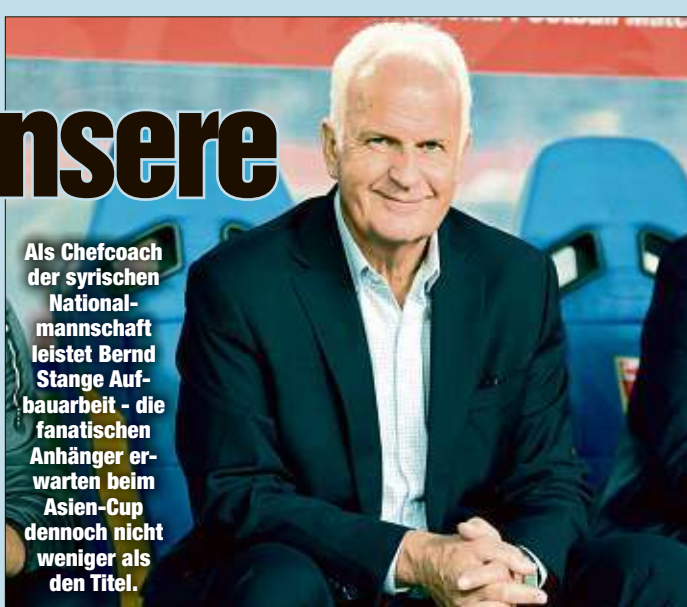 nsere
Als Chefcoach
der syrischen
National-
mannschaft
leistet Bernd
Stange Auf-
bauarbeit - die
fanatischen
Anhänger er-
warten beim
Asien-Cup
dennoch nicht
weniger als
den Titel.